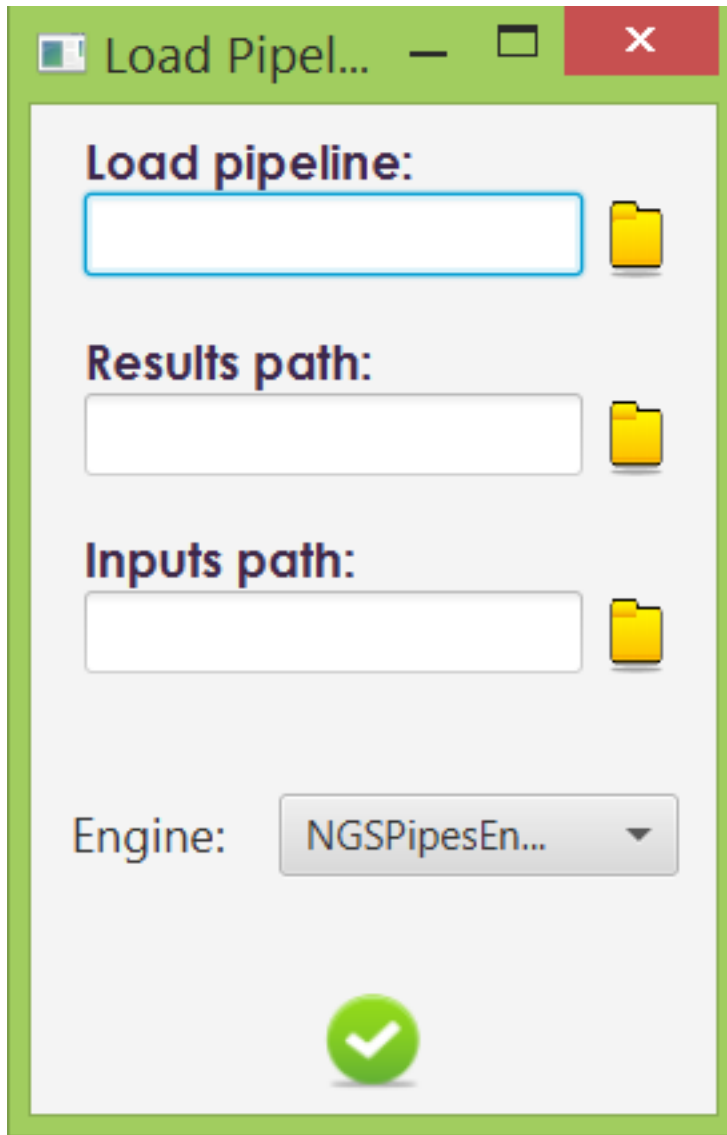 Load Pipel...
Load pipeline:
Results path:
Inputs path:
Engine: NGSPipesEn...